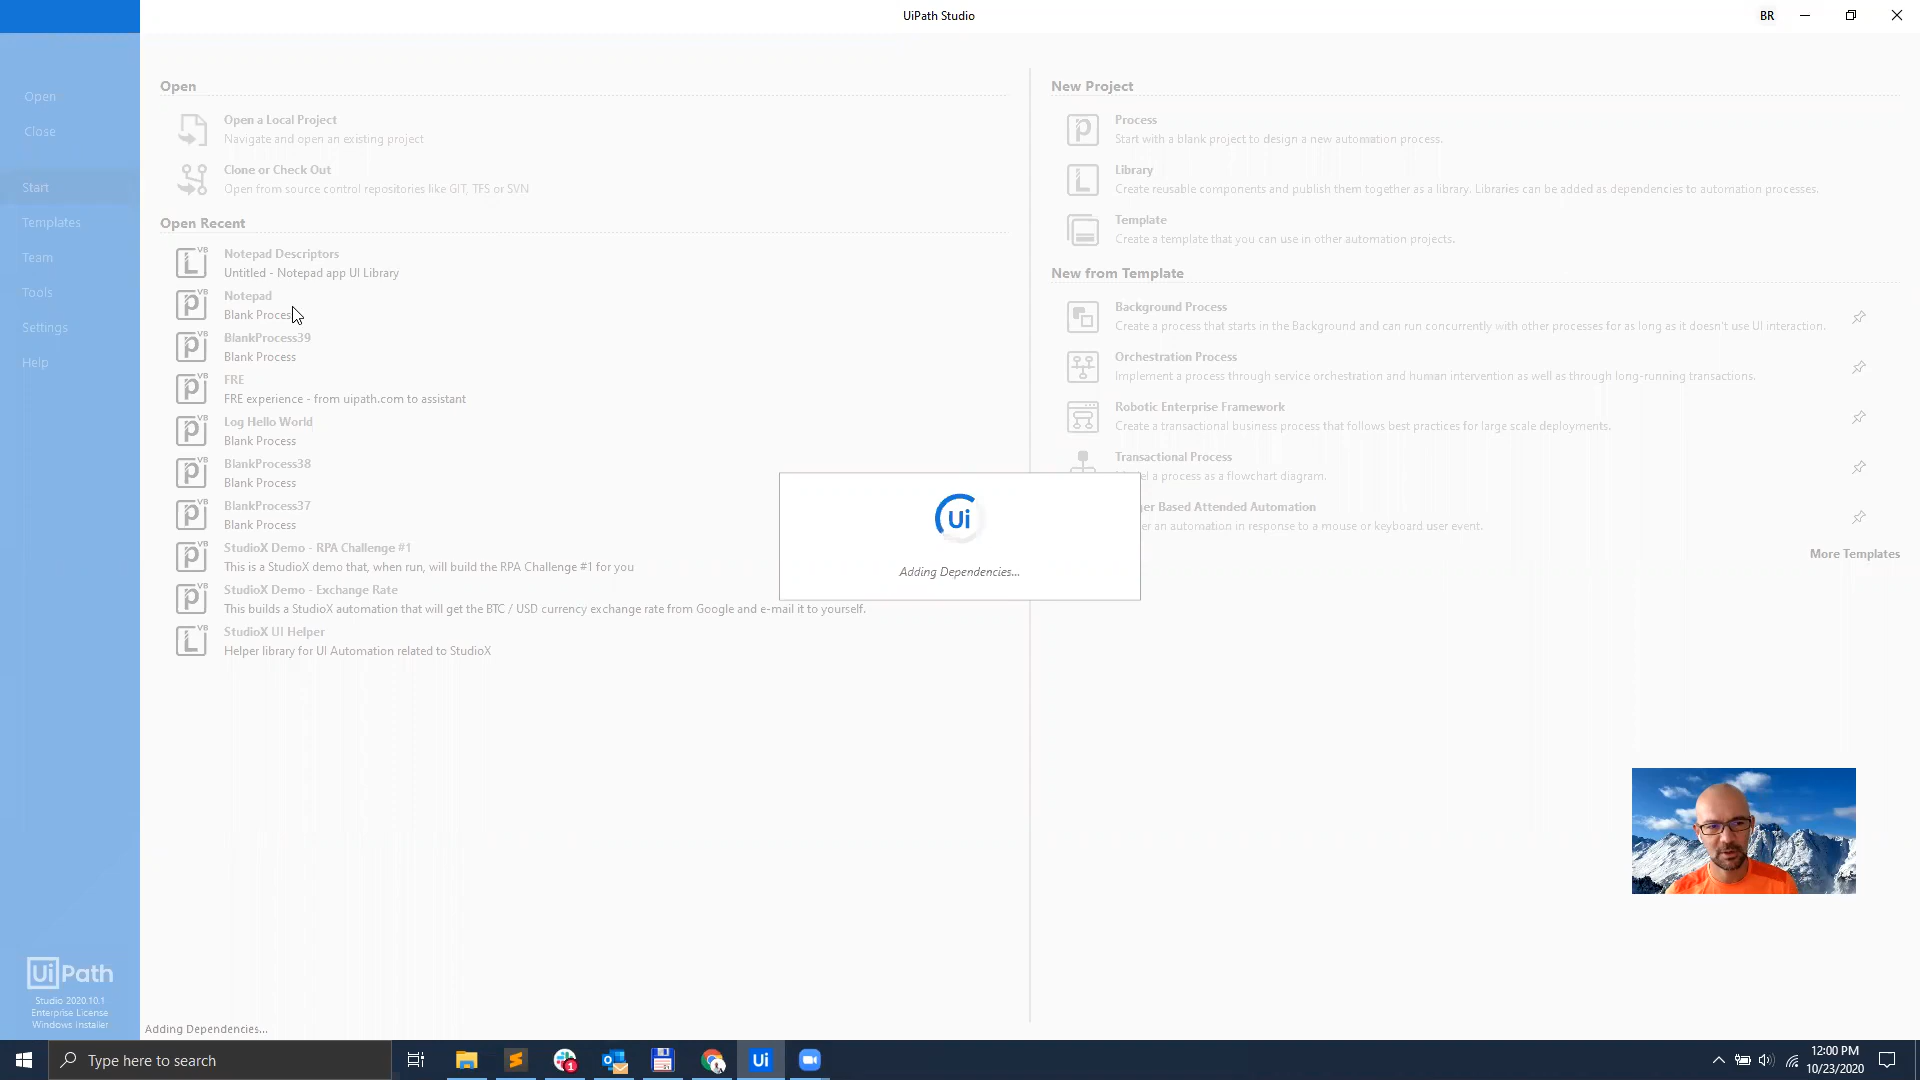 UiPath Studio
BR
Open
Close
Start
Templates
Team
Tools
Settings
Help
UiPath
Studio 2020.10.1
Enterprise License
Windows Installer
Open
Open a Local Project
Navigate and open an existing project
Clone or Check Out
Open from source control repositories like GIT, TFS or SVN
Open Recent
VB
Notepad Descriptors
Untitled - Notepad app UI Library
VB
Notepad
Blank Process
VB
BlankProcess39
Blank Process
VB
FRE
FRE experience - from uipath.com to assistant
VB
Log Hello World
Blank Process
VB
BlankProcess38
Blank Process
VB
BlankProcess37
Blank Process
VB
StudioX Demo - RPA Challenge #1
This is a StudioX demo that, when run, will build the RPA Challenge #1 for you
VB
StudioX Demo - Exchange Rate
This builds a StudioX automation that will get the BTC / USD currency exchange rate from Google and e-mail it to yourself.
VB
StudioX UI Helper
Helper library for UI Automation related to StudioX
New Project
Process
Start with a blank project to design a new automation process.
Library
Create reusable components and publish them together as a library. Libraries can be added as dependencies to automation processes.
Template
Create a template that you can use in other automation projects.
New from Template
Background Process
Create a process that starts in the Background and can run concurrently with other processes for as long as it doesn't use UI interaction.
Orchestration Process
Implement a process through service orchestration and human intervention as well as through long-running transactions.
Robotic Enterprise Framework
Create a transactional business process that follows best practices for large scale deployments.
Transactional Process
a process as a flowchart diagram.
Based Attended Automation
an automation in response to a mouse or keyboard user event.
More Templates
Ui
Adding Dependencies...
Adding Dependencies...
Type here to search
1
Ui
12:00 PM
10/23/2020